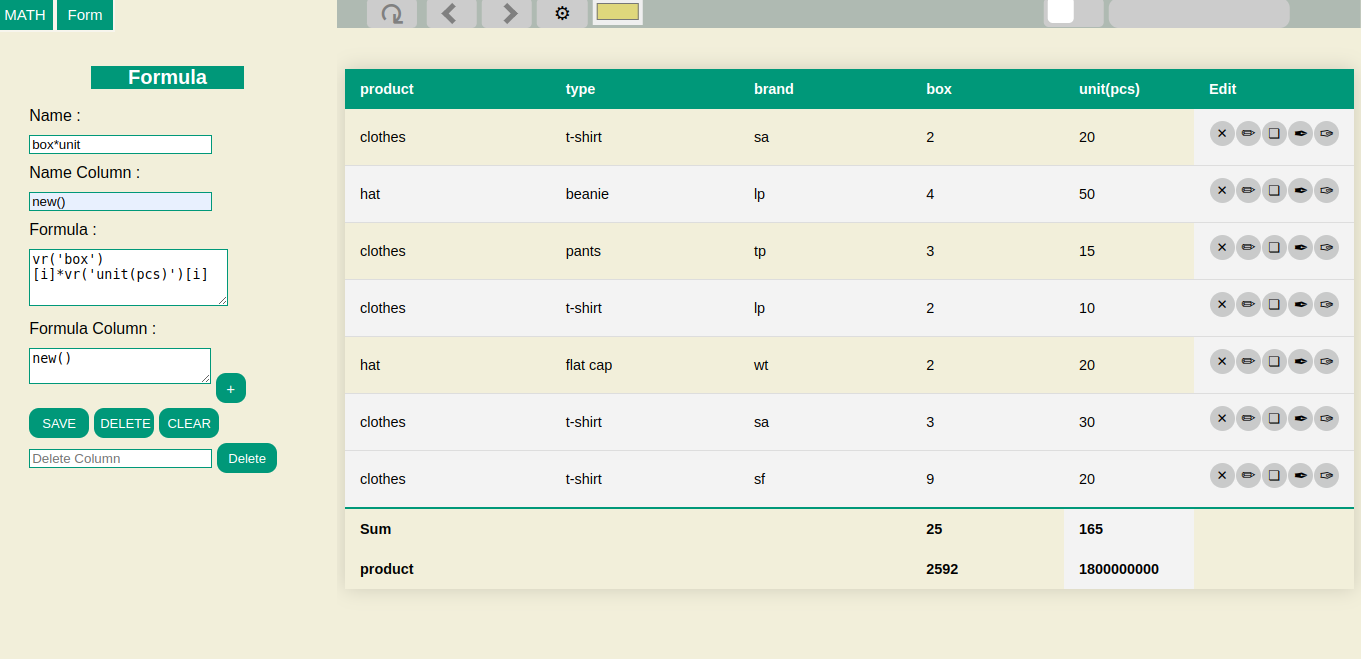 MATH Form
Formula
Name :
box*unit
Name Column :
new()
Formula :
vr('box')
[i]*vr('unit(pcs)')[i]
Formula Column :
new()
+
SAVE DELETE CLEAR
Delete Column Delete
product type brand box unit(pcs) Edit
clothes t-shirt sa 2 20
hat beanie lp 4 50
clothes pants tp 3 15
clothes t-shirt lp 2 10
hat flat cap wt 2 20
clothes t-shirt sa 3 30
clothes t-shirt sf 9 20
Sum 25 165
product 2592 1800000000